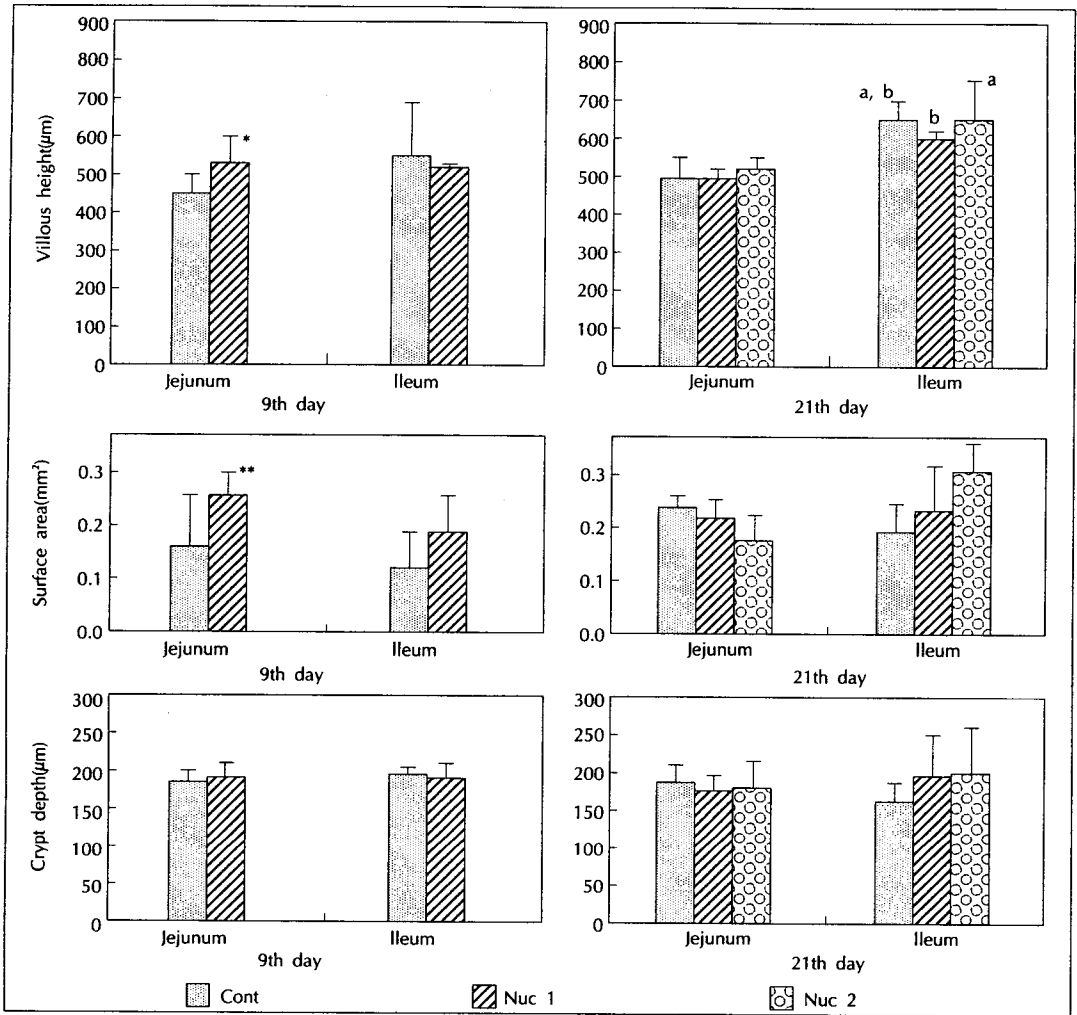 Villous height(μm)
900
800
700
600
500
400
300
200
100
0
*
Jejunum Ileum
9th day
900
800
700
600
500
400
300
200
100
0
a, b b a
Jejunum Ileum
21th day
Surface area(mm²)
0.3
0.2
0.1
0.0
**
Jejunum Ileum
9th day
0.3
0.2
0.1
0.0
Jejunum Ileum
21th day
Crypt depth(μm)
300
250
200
150
100
50
0
Jejunum Ileum
9th day
300
250
200
150
100
50
0
Jejunum Ileum
21th day
Cont Nuc 1 Nuc 2